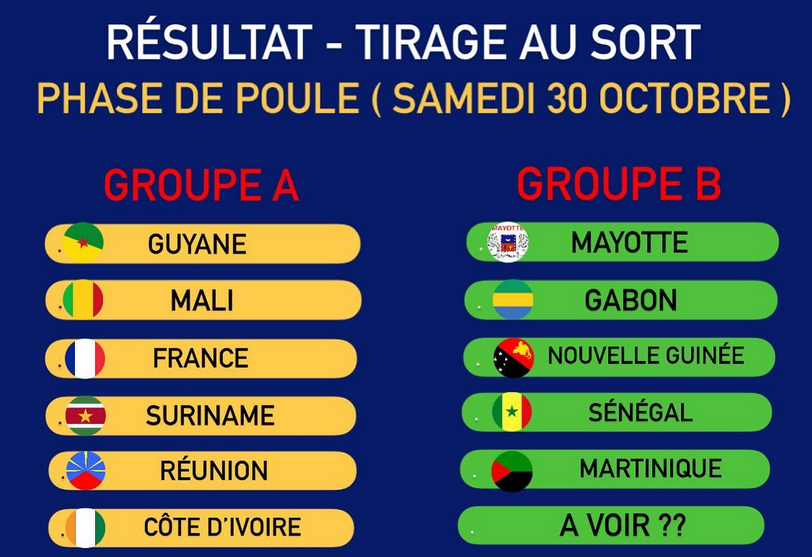 RÉSULTAT - TIRAGE AU SORT
PHASE DE POULE ( SAMEDI 30 OCTOBRE )
GROUPE A
GUYANE
MALI
FRANCE
SURINAME
RÉUNION
CÔTE D'IVOIRE
GROUPE B
MAYOTTE
MAYOTTE
GABON
NOUVELLE GUINÉE
SÉNÉGAL
MARTINIQUE
A VOIR ??